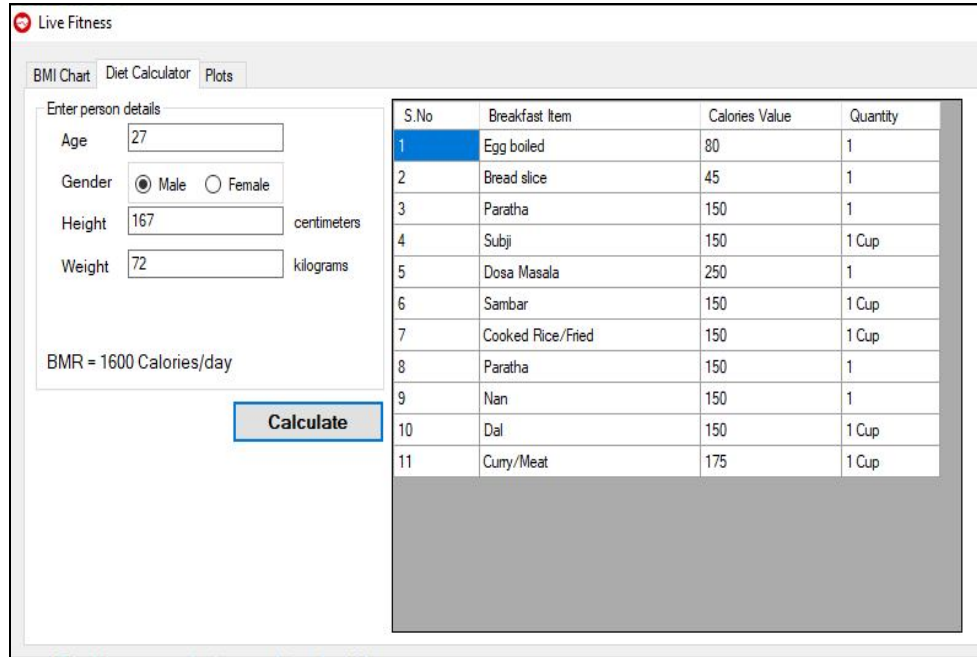 Live Fitness
BMI Chart Diet Calculator Plots
Enter person details
Age 27
Gender Male Female
Height 167 centimeters
Weight 72 kilograms
BMR = 1600 Calories/day
Calculate
S.No Breakfast Item Calories Value Quantity
1 Egg boiled 80 1
2 Bread slice 45 1
3 Paratha 150 1
4 Subji 150 1 Cup
5 Dosa Masala 250 1
6 Sambar 150 1 Cup
7 Cooked Rice/Fried 150 1 Cup
8 Paratha 150 1
9 Nan 150 1
10 Dal 150 1 Cup
11 Curry/Meat 175 1 Cup